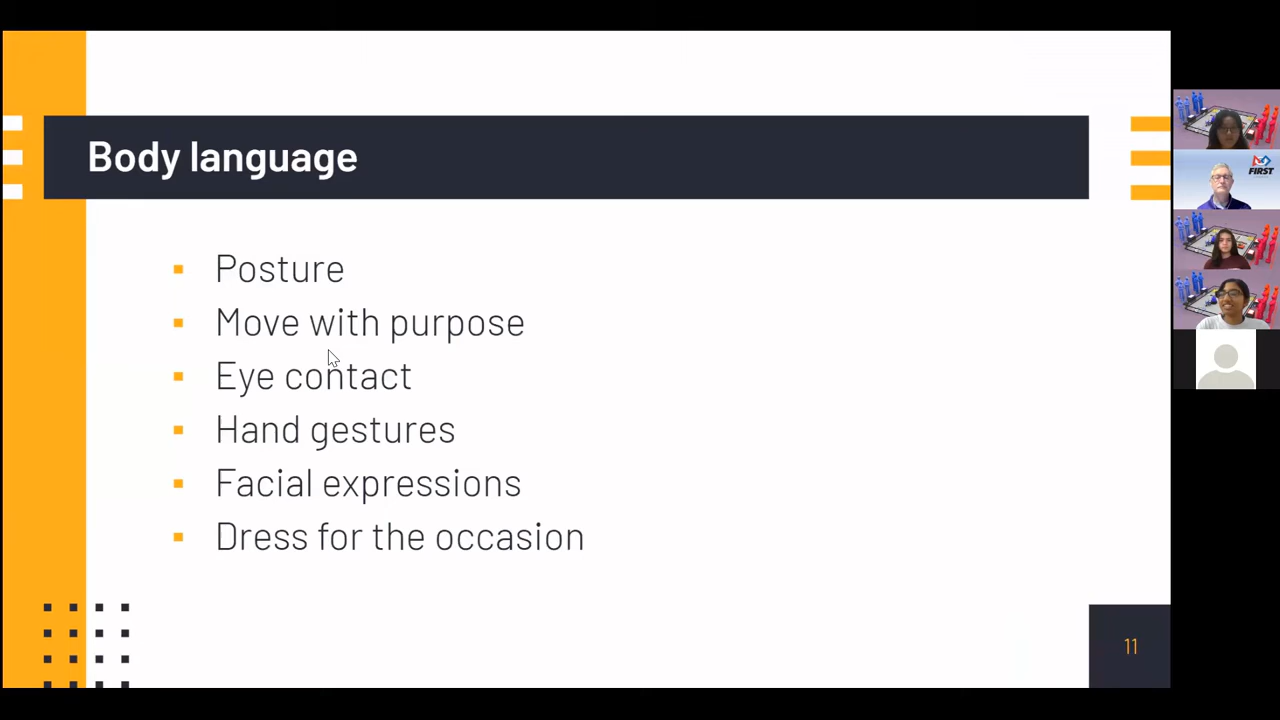 Body language
Posture
Move with purpose
Eye contact
Hand gestures
Facial expressions
Dress for the occasion
11
FIRST